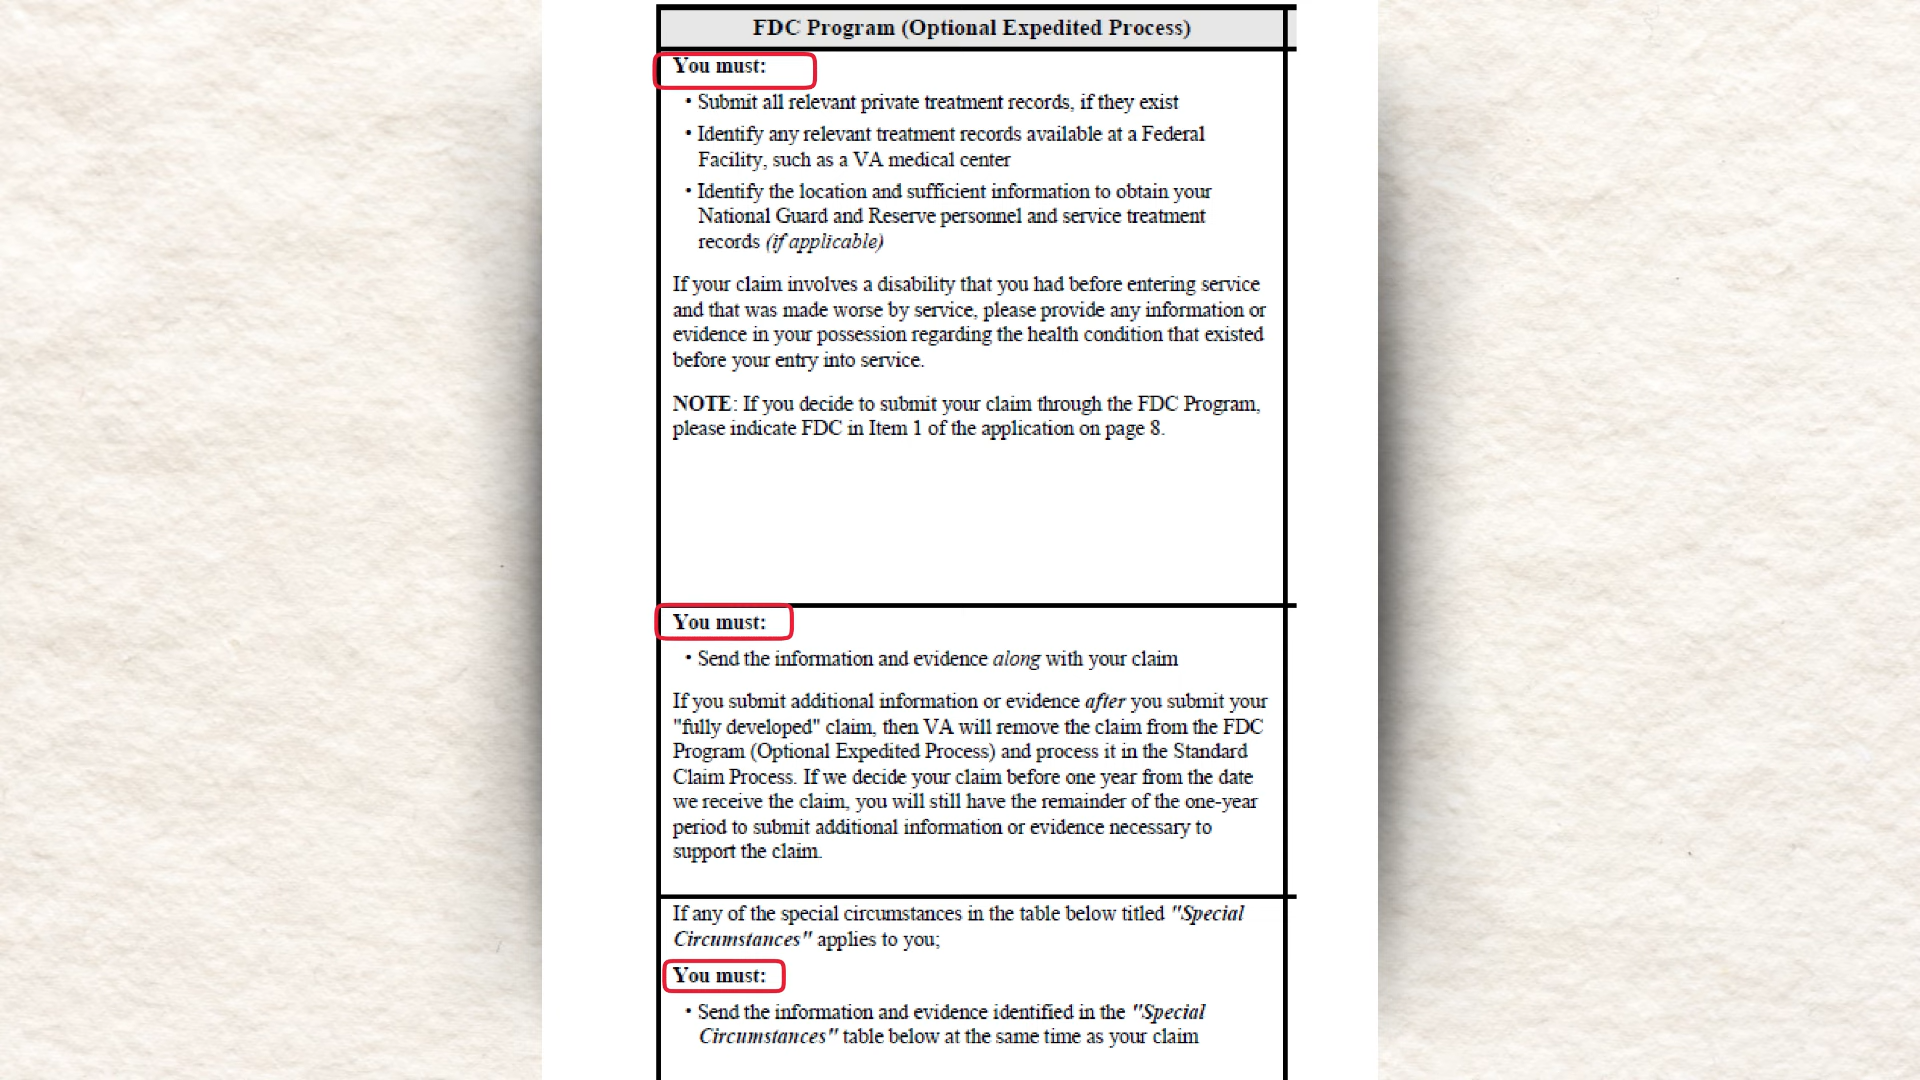 FDC Program (Optional Expedited Process)
You must:
• Submit all relevant private treatment records, if they exist
• Identify any relevant treatment records available at a Federal
Facility, such as a VA medical center
• Identify the location and sufficient information to obtain your
National Guard and Reserve personnel and service treatment
records (if applicable)
If your claim involves a disability that you had before entering service
and that was made worse by service, please provide any information or
evidence in your possession regarding the health condition that existed
before your entry into service.
NOTE: If you decide to submit your claim through the FDC Program,
please indicate FDC in Item 1 of the application on page 8.
You must:
• Send the information and evidence along with your claim
If you submit additional information or evidence after you submit your
"fully developed" claim, then VA will remove the claim from the FDC
Program (Optional Expedited Process) and process it in the Standard
Claim Process. If we decide your claim before one year from the date
we receive the claim, you will still have the remainder of the one-year
period to submit additional information or evidence necessary to
support the claim.
If any of the special circumstances in the table below titled "Special
Circumstances" applies to you;
You must:
• Send the information and evidence identified in the "Special
Circumstances" table below at the same time as your claim